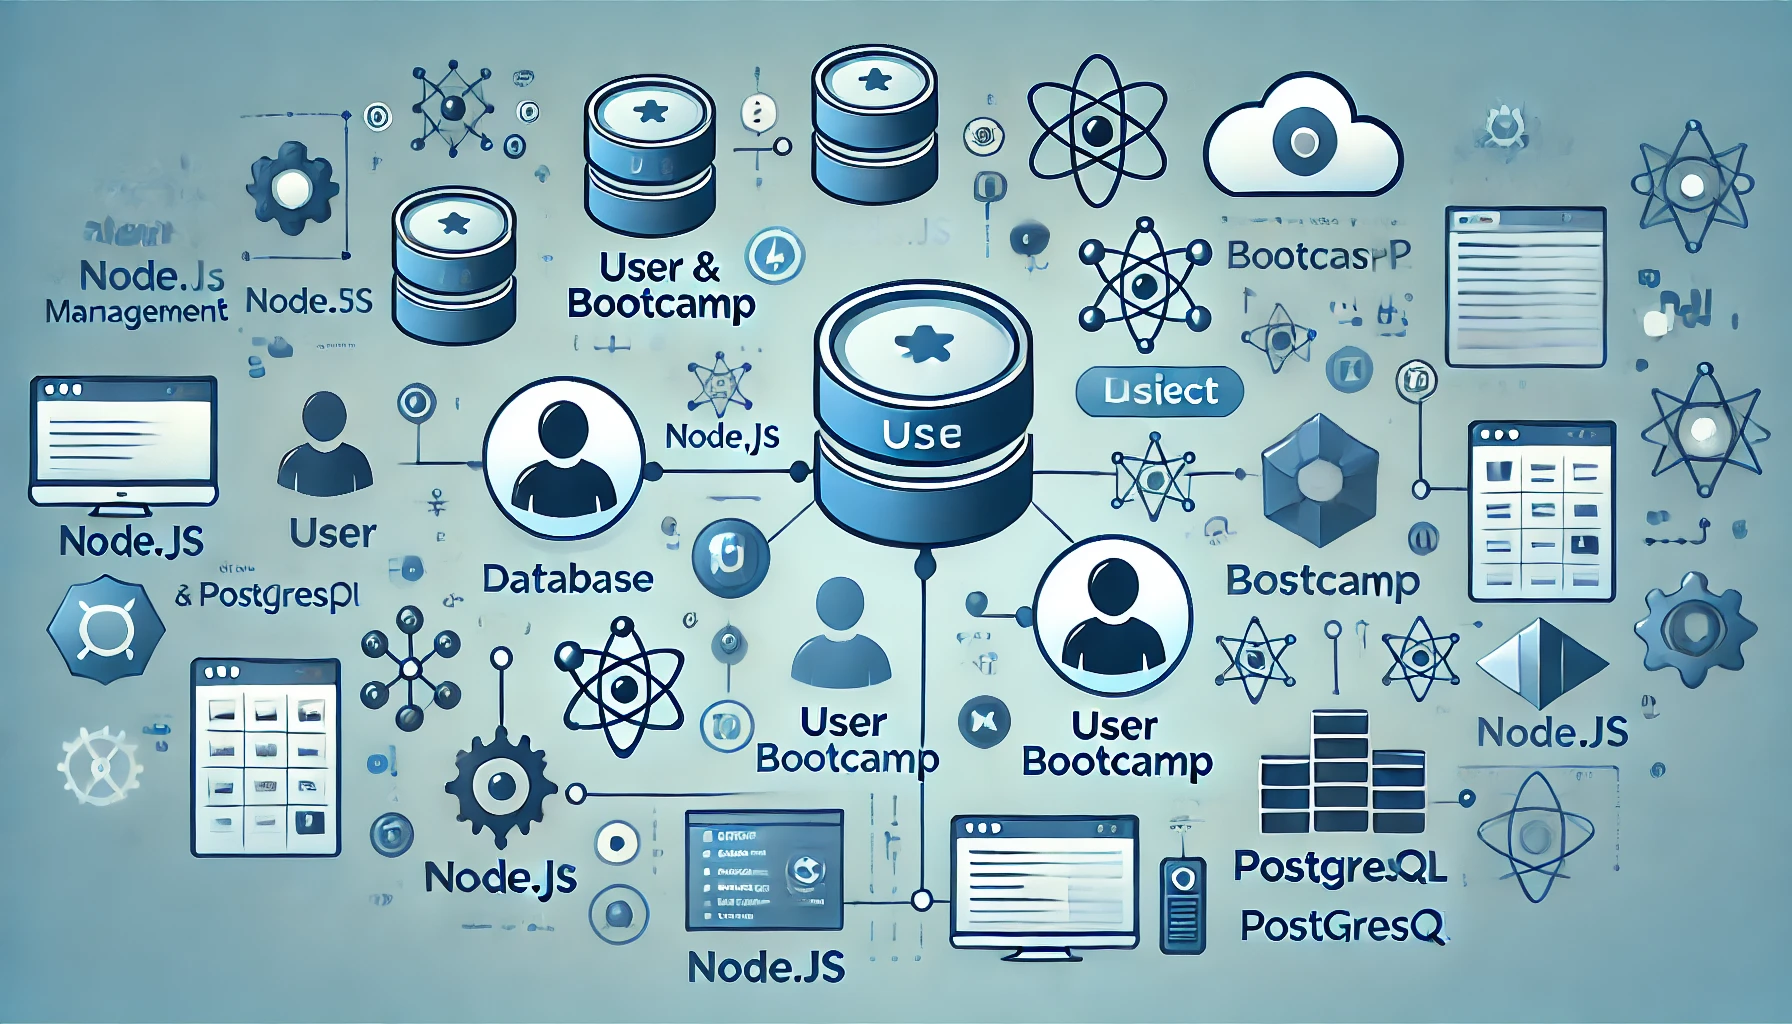 User &
Bootcamp
BootcasPP
Node.Js
Management
Node.5S
Usiect
Use
Node.JS
Node.JS
User
Database
Bostcamp
& PostgresPl
User
Bootcamp
User
Bootcamp
Node.JS
Node.JS
PostgresQL
PostGresQ
Node.JS